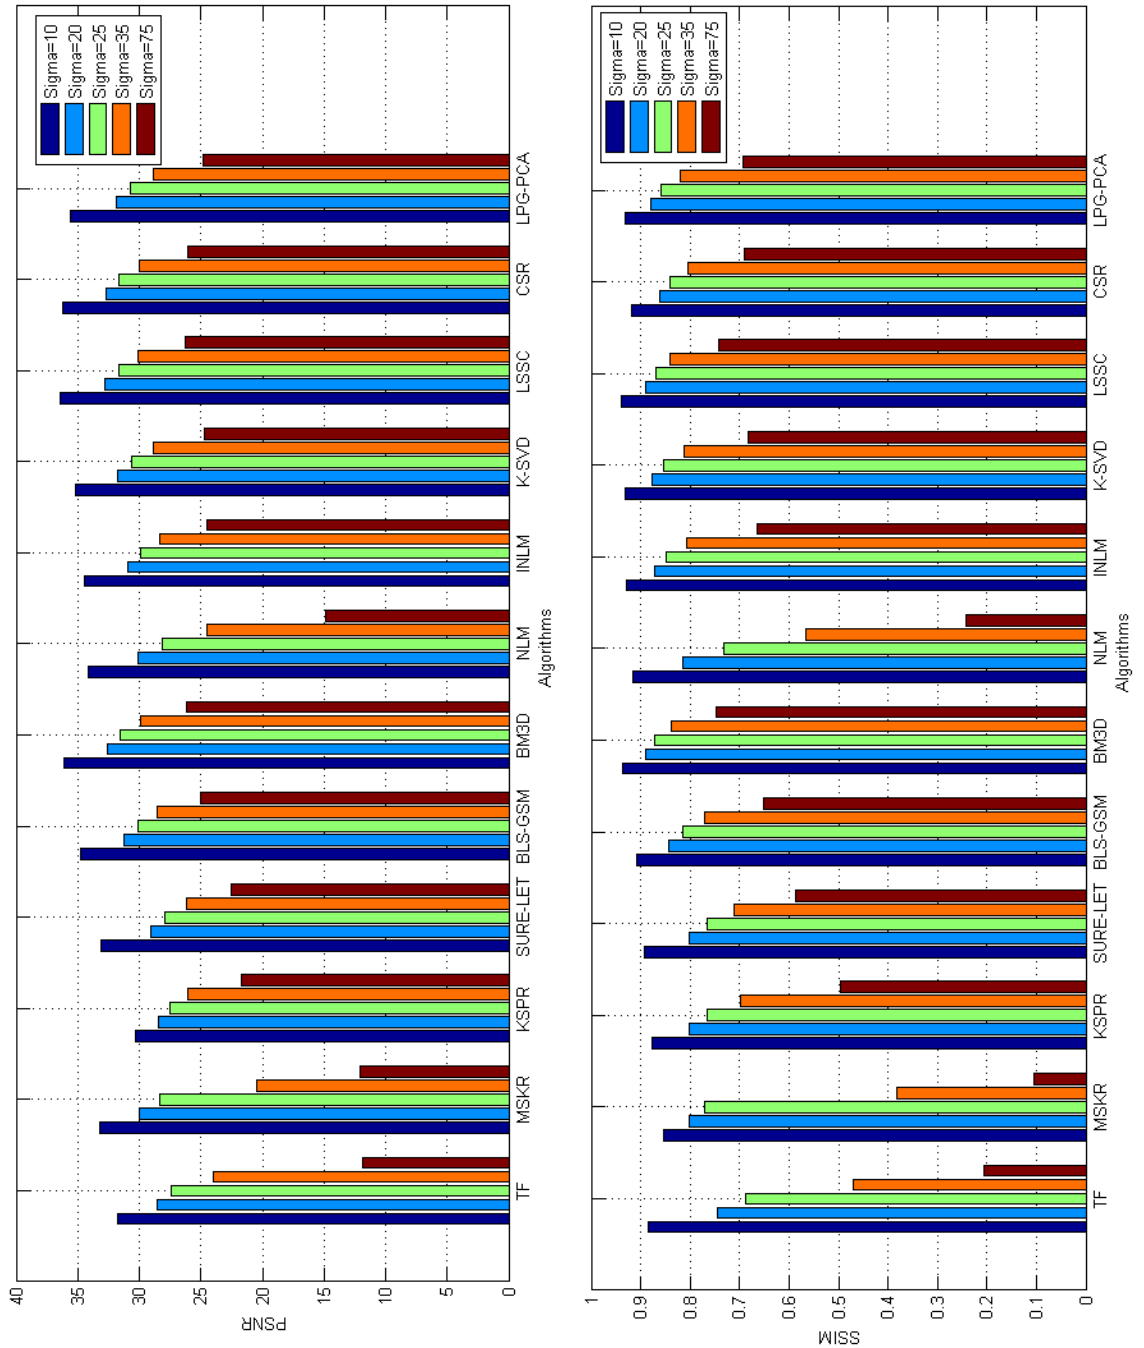 PSNR
40
35
30
25
20
15
10
5
0
TF
MSKR
KSPR
SURE-LET
BLS-GSM
BM3D
NLM
INLM
K-SVD
LSSC
CSR
LPG-PCA
Algorithms
Sigma=10
Sigma=20
Sigma=25
Sigma=35
Sigma=75
SSIM
1
0.9
0.8
0.7
0.6
0.5
0.4
0.3
0.2
0.1
0
TF
MSKR
KSPR
SURE-LET
BLS-GSM
BM3D
NLM
INLM
K-SVD
LSSC
CSR
LPG-PCA
Algorithms
Sigma=10
Sigma=20
Sigma=25
Sigma=35
Sigma=75